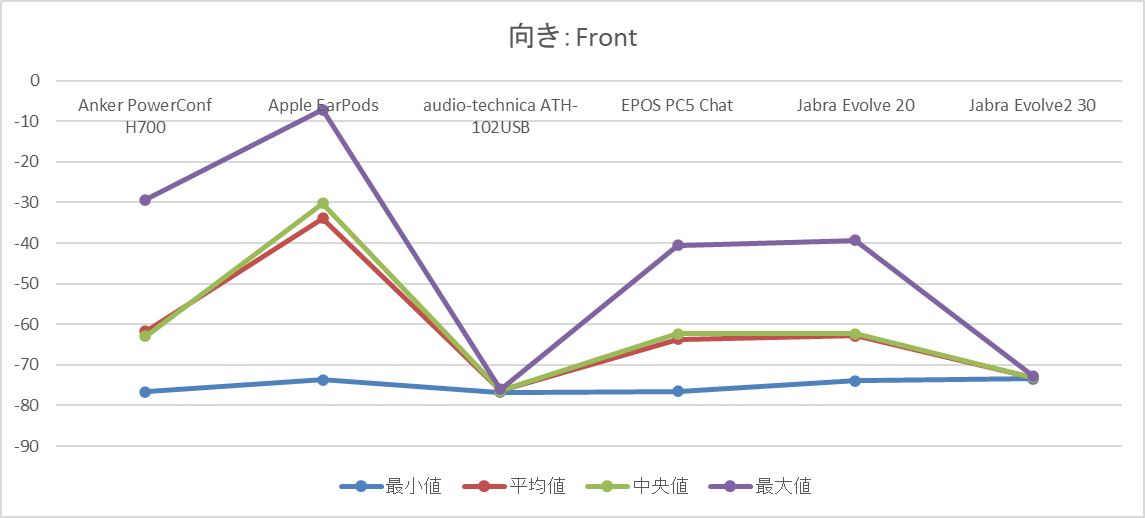 向き：Front
0
Anker PowerConf
H700
Apple EarPods
audio-technica ATH-
102USB
EPOS PC5 Chat
Jabra Evolve 20
Jabra Evolve2 30
-10
-20
-30
-40
-50
-60
-70
-80
-90
最小値 平均値 中央値 最大値